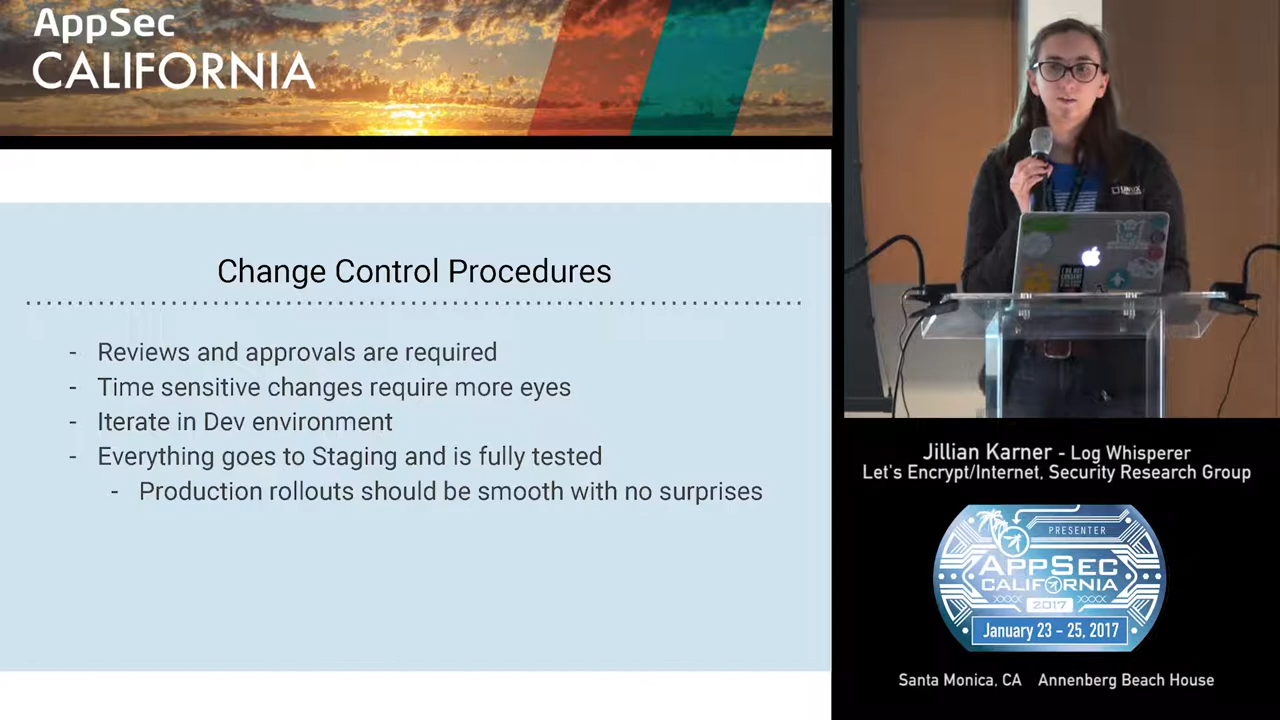 AppSec
CALIFORNIA
Change Control Procedures
- Reviews and approvals are required
- Time sensitive changes require more eyes
- Iterate in Dev environment
- Everything goes to Staging and is fully tested
- Production rollouts should be smooth with no surprises
Jillian Karner - Log Whisperer
Let's Encrypt/Internet, Security Research Group
PRESENTER
APPSEC
CALIFORNIA
2017
January 23 - 25, 2017
Santa Monica, CA Annenberg Beach House